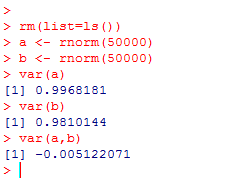 >
> rm(list=ls())
> a <- rnorm(50000)
> b <- rnorm(50000)
> var(a)
[1] 0.9968181
> var(b)
[1] 0.9810144
> var(a,b)
[1] -0.005122071
>